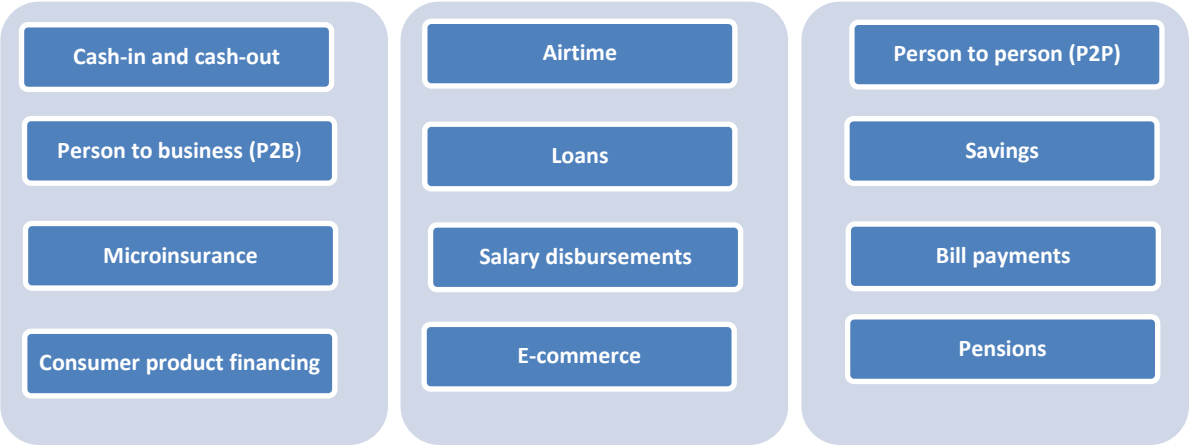 Cash-in and cash-out
Person to business (P2B)
Microinsurance
Consumer product financing
Airtime
Loans
Salary disbursements
E-commerce
Person to person (P2P)
Savings
Bill payments
Pensions